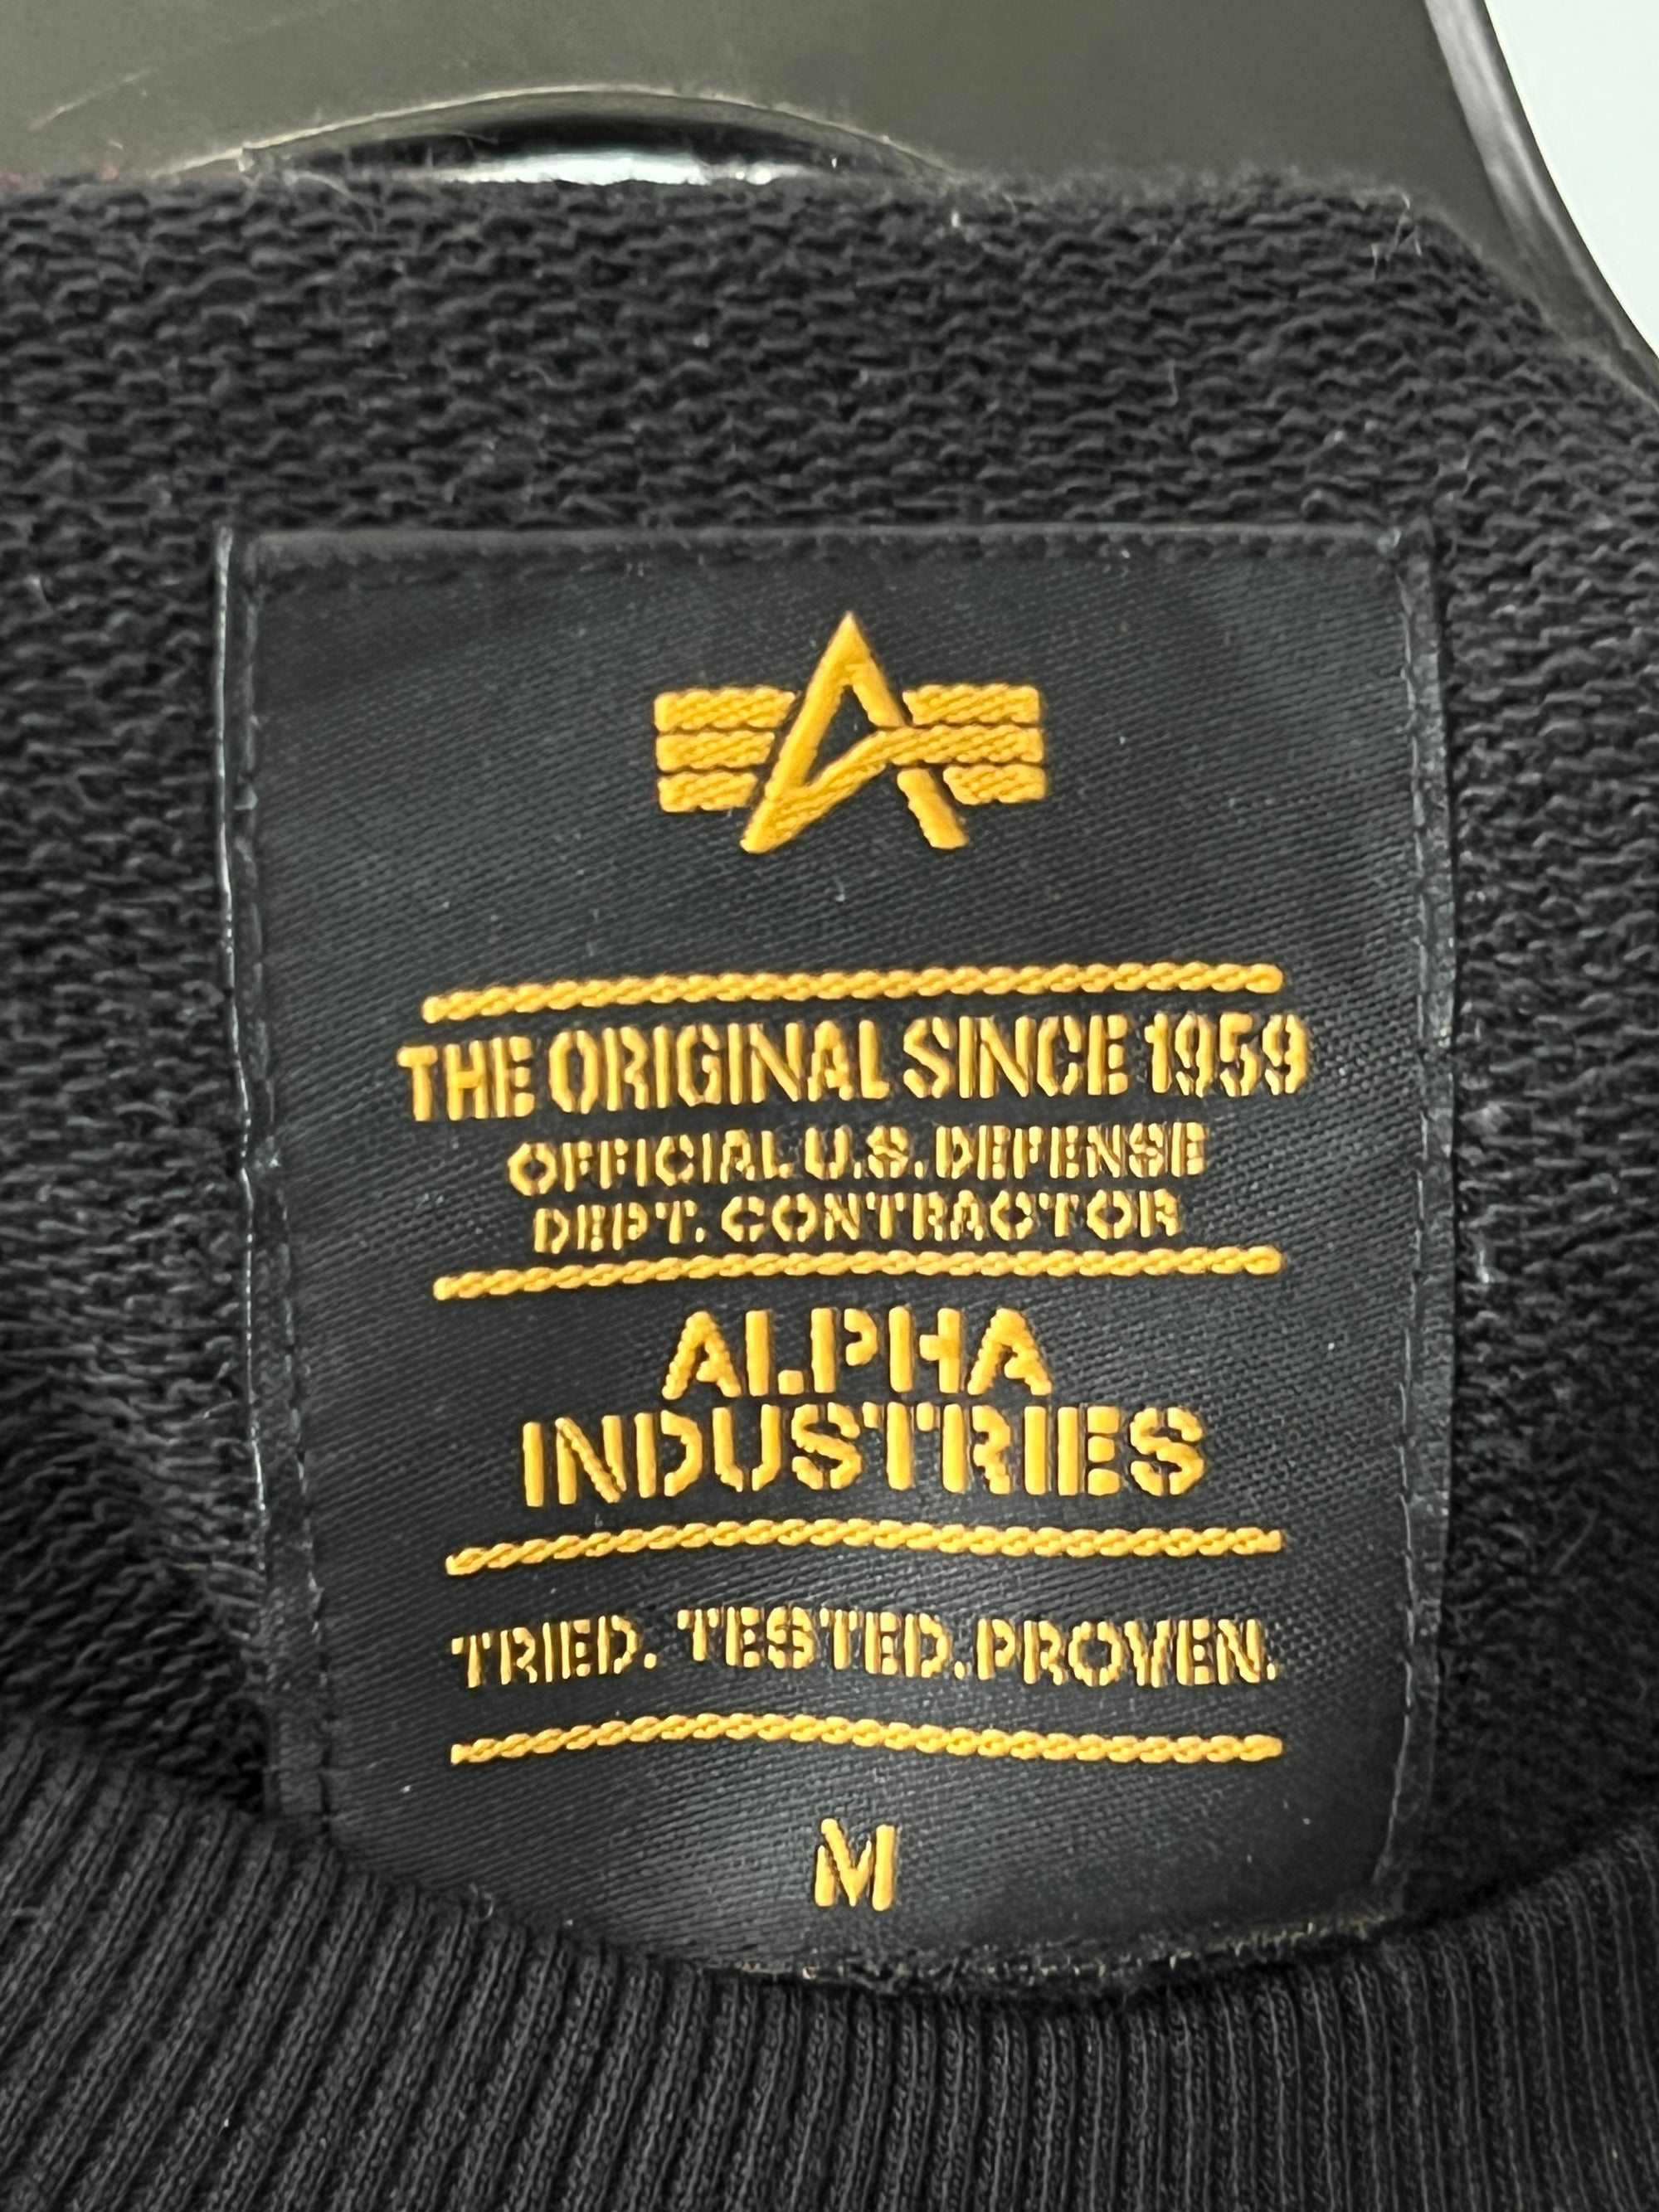 THE ORIGINAL SINCE 1959
OFFICIAL U.S. DEFENSE
DEPT. CONTRACTOR
ALPHA
INDUSTRIES
TRIED. TESTED. PROVEN.
M